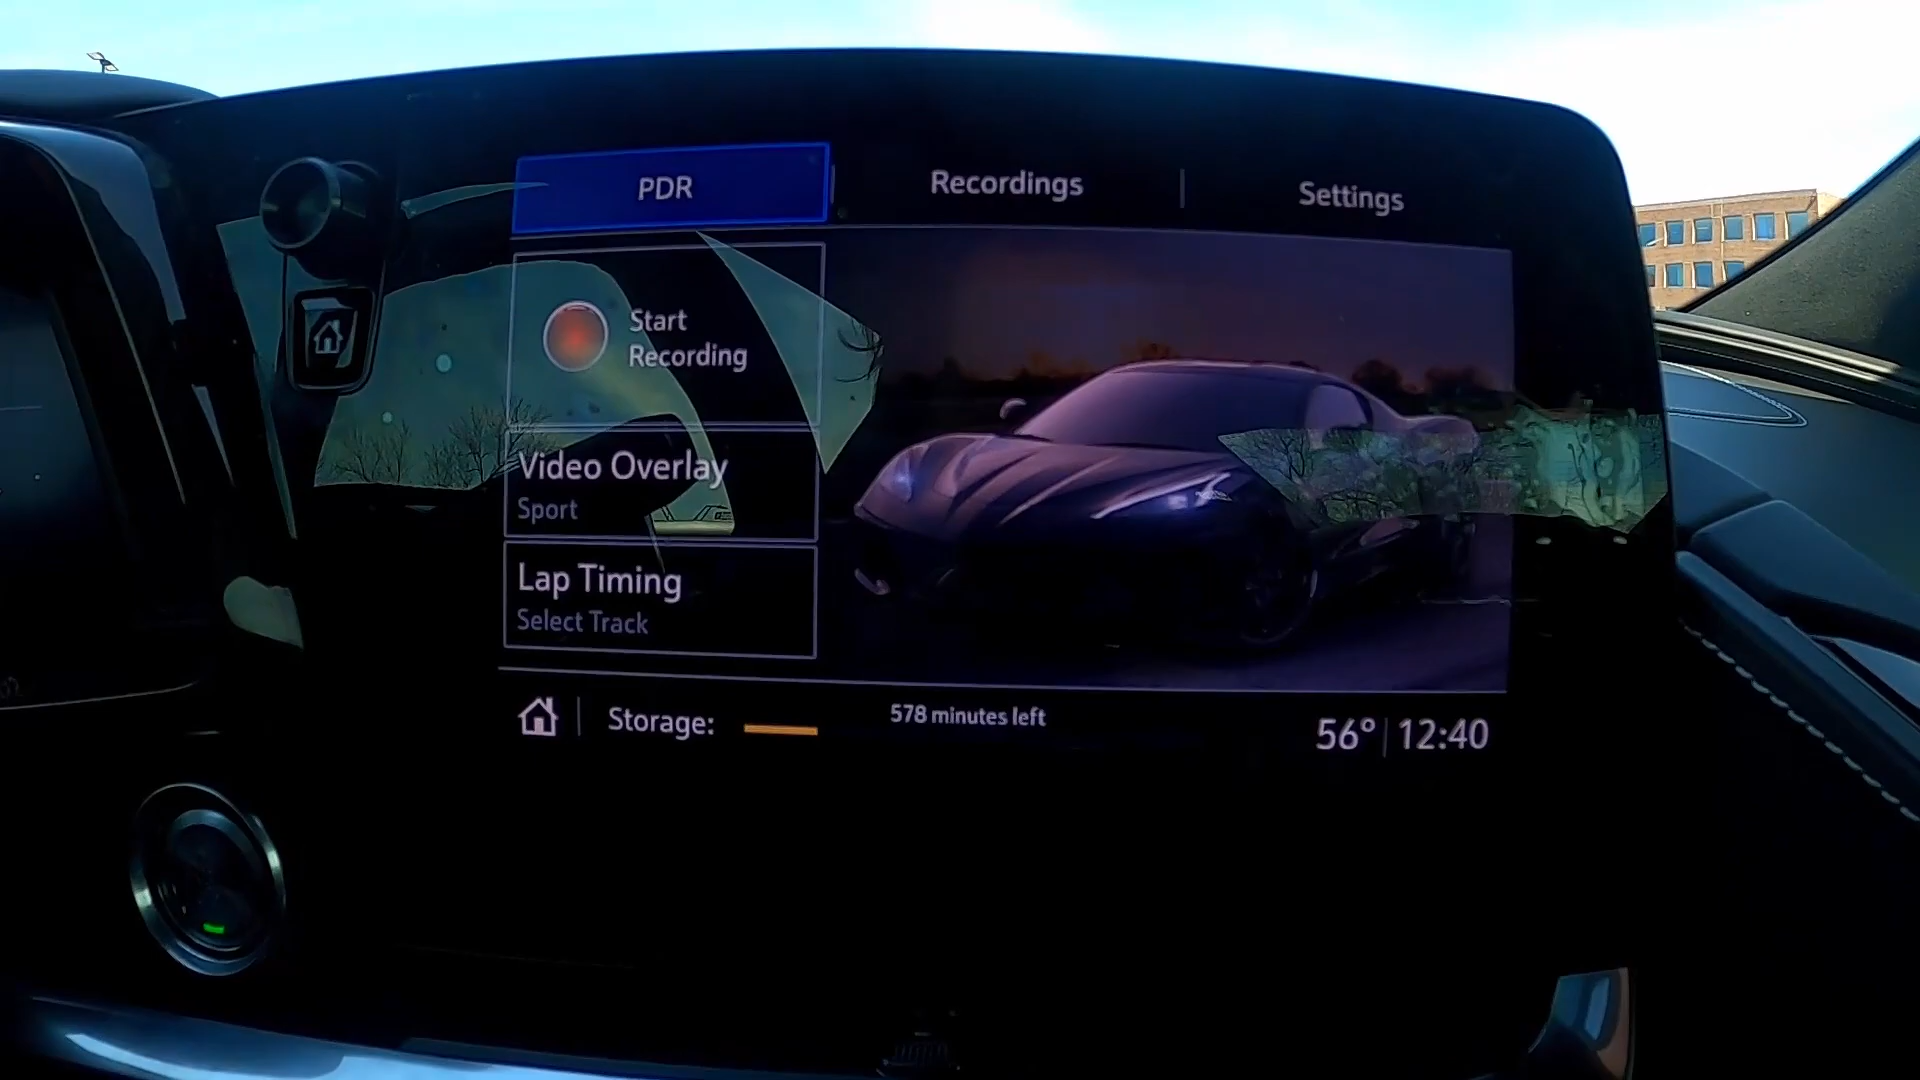 PDR
Recordings
Settings
Start
Recording
Video Overlay
Sport
Lap Timing
Select Track
Storage:
578 minutes left
56° 12:40